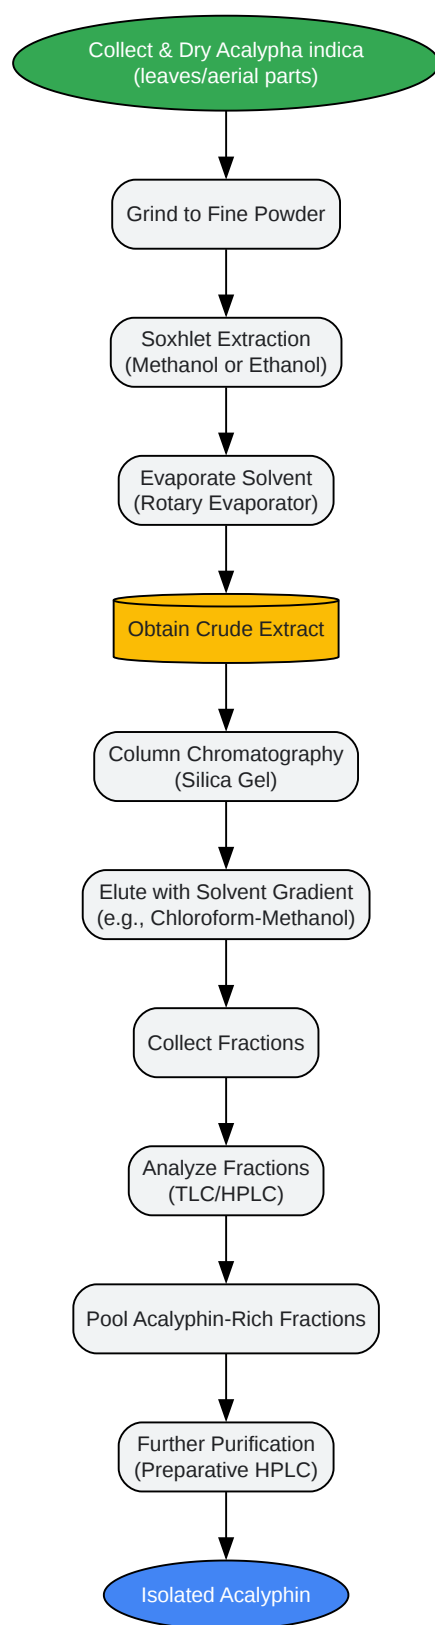 Collect & Dry Acalypha indica
(leaves/aerial parts)
Grind to Fine Powder
Soxhlet Extraction
(Methanol or Ethanol)
Evaporate Solvent
(Rotary Evaporator)
Obtain Crude Extract
Column Chromatography
(Silica Gel)
Elute with Solvent Gradient
(e.g., Chloroform-Methanol)
Collect Fractions
Analyze Fractions
(TLC/HPLC)
Pool Acalyphin-Rich Fractions
Further Purification
(Preparative HPLC)
Isolated Acalyphin